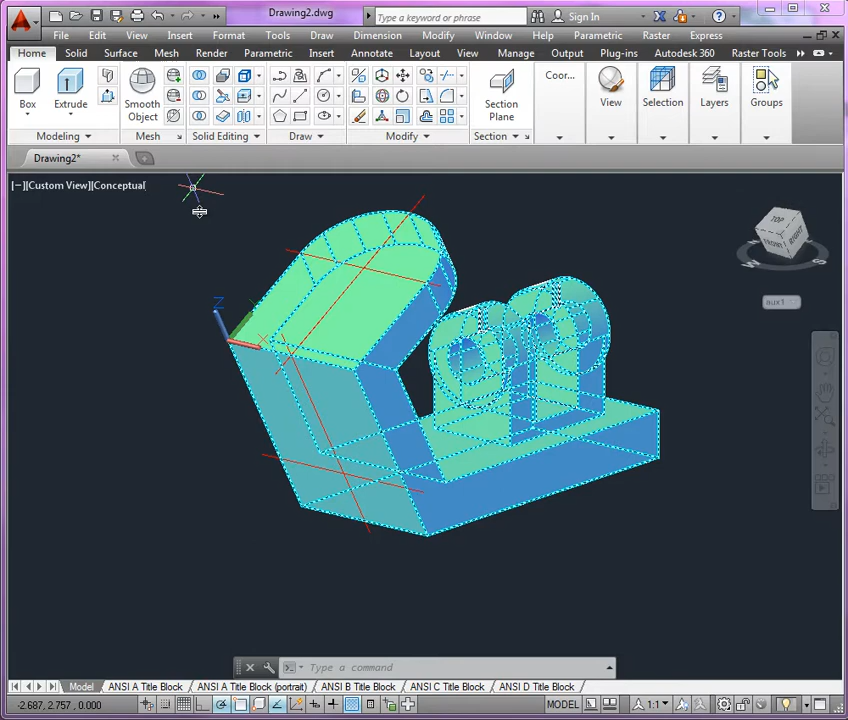 Drawing2.dwg
Type a keyword or phrase
Sign In
File Edit View Insert Format Tools Draw Dimension Modify Window Help Parametric Raster Express
Home Solid Surface Mesh Render Parametric Insert Annotate Layout View Manage Output Plug-ins Autodesk 360 Raster Tools
Box
Extrude
Smooth
Object
Section
Plane
Coor...
View
Selection
Layers
Groups
Modeling
Mesh
Solid Editing
Draw
Modify
Section
Drawing2*
[−][Custom View][Conceptual]
TOP
FRONT
RIGHT
W
S
aux1
Z
X
Type a command
Model ANSI A Title Block ANSI A Title Block (portrait) ANSI B Title Block ANSI C Title Block ANSI D Title Block
-2.687, 2.757, 0.000
MODEL
1:1